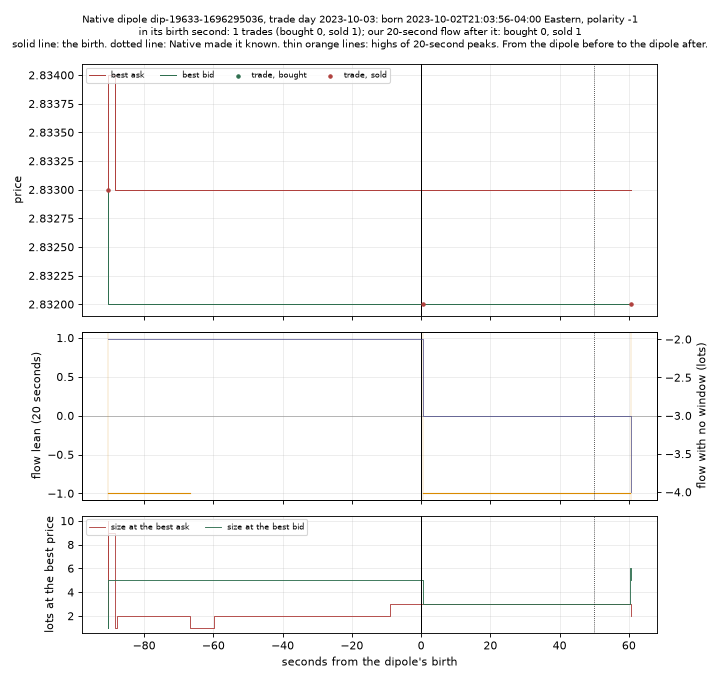 Native dipole dip-19633-1696295036, trade day 2023-10-03: born 2023-10-02T21:03:56-04:00 Eastern, polarity -1
in its birth second: 1 trades (bought 0, sold 1); our 20-second flow after it: bought 0, sold 1
solid line: the birth. dotted line: Native made it known. thin orange lines: highs of 20-second peaks. From the dipole before to the dipole after.
best ask best bid trade, bought trade, sold
2.83400
2.83375
2.83350
2.83325
2.83300
2.83275
2.83250
2.83225
2.83200
price
1.0
0.5
0.0
−0.5
−1.0
flow lean (20 seconds)
−2.0
−2.5
−3.0
−3.5
−4.0
flow with no window (lots)
size at the best ask size at the best bid
10
8
6
4
2
lots at the best price
−80 −60 −40 −20 0 20 40 60
seconds from the dipole's birth